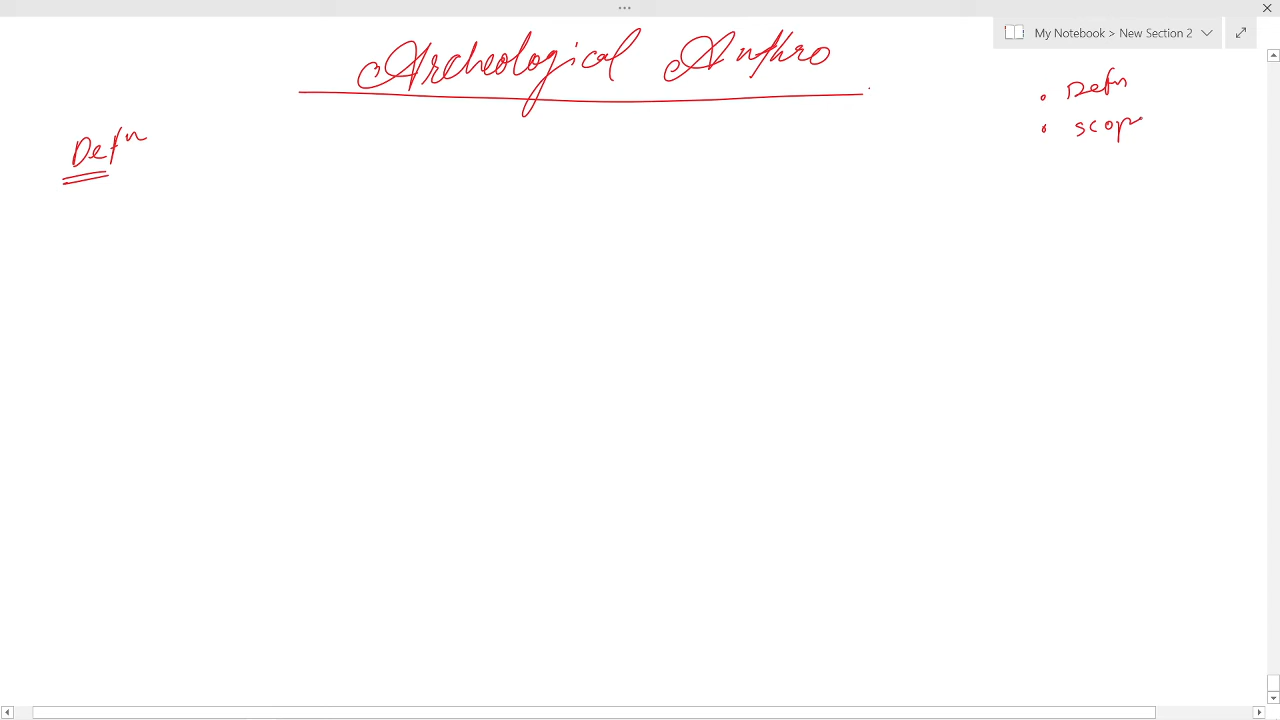 Archeological Anthro
My Notebook > New Section 2
• Defn
• scope
Defn